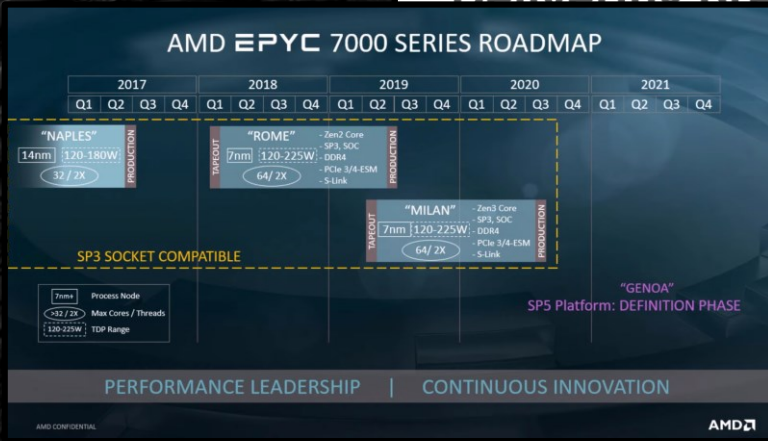 AMD EPYC 7000 SERIES ROADMAP
2017 2018 2019 2020 2021
Q1 Q2 Q3 Q4 Q1 Q2 Q3 Q4 Q1 Q2 Q3 Q4 Q1 Q2 Q3 Q4 Q1 Q2 Q3 Q4
"NAPLES"
14nm 120-180W
32 / 2X
PRODUCTION
TAPEOUT
"ROME"
7nm 120-225W
64/ 2X
- Zen2 Core
- SP3, SOC
- DDR4
- PCIe 3/4-ESM
- S-Link
PRODUCTION
TAPEOUT
"MILAN"
7nm 120-225W
64/ 2X
- Zen3 Core
- SP3, SOC
- DDR4
- PCIe 3/4-ESM
- S-Link
PRODUCTION
SP3 SOCKET COMPATIBLE
"GENOA"
SP5 Platform: DEFINITION PHASE
7nm+ Process Node
>32 / 2X Max Cores / Threads
120-225W TDP Range
PERFORMANCE LEADERSHIP | CONTINUOUS INNOVATION
AMD CONFIDENTIAL
AMD